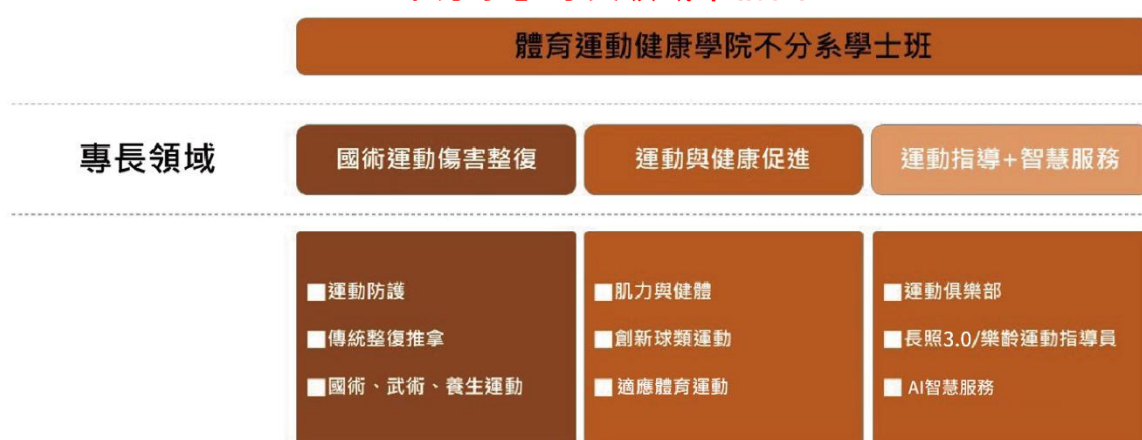 體育運動健康學院不分系學士班
專長領域
國術運動傷害整復
運動與健康促進
運動指導+智慧服務
■運動防護
■傳統整復推拿
■國術、武術、養生運動
■肌力與健體
■創新球類運動
■適應體育運動
■運動俱樂部
■長照3.0/樂齡運動指導員
■AI智慧服務